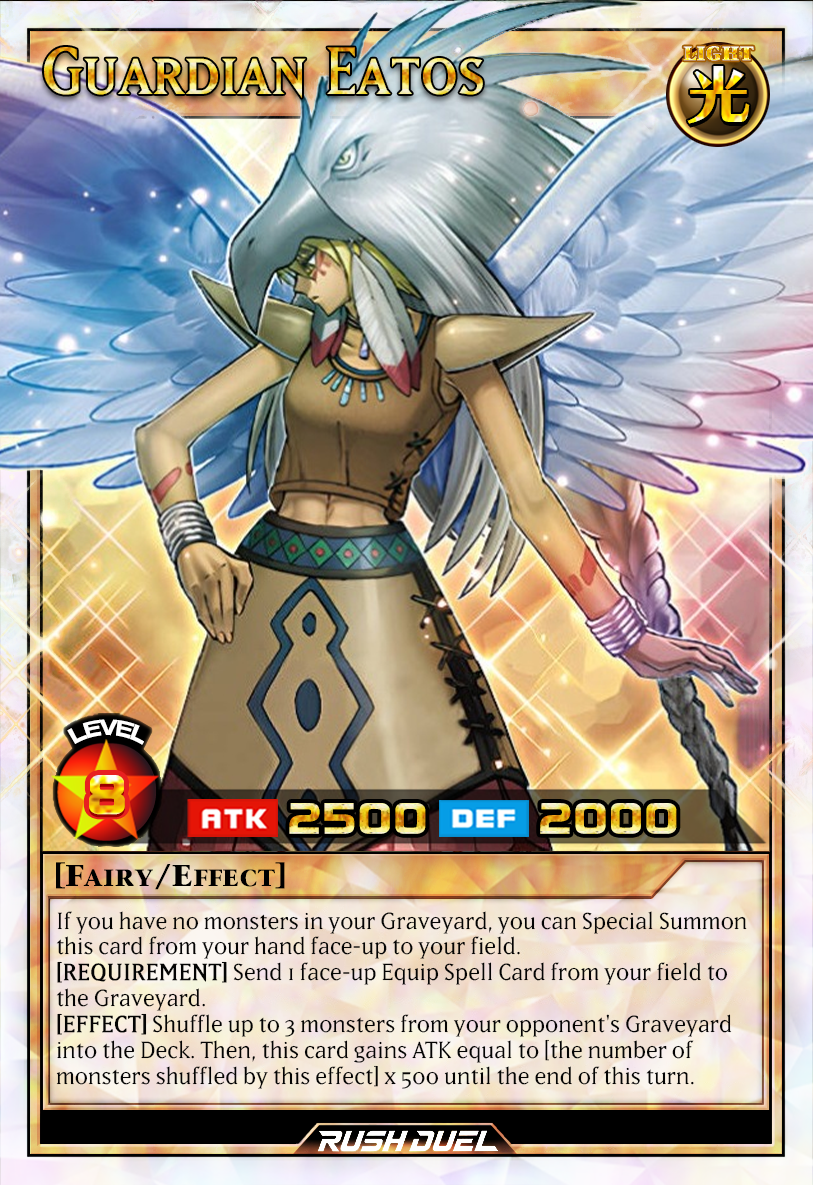 Guardian Eatos
LIGHT
光
LEVEL
8
ATK 2500 DEF 2000
[Fairy/Effect]
If you have no monsters in your Graveyard, you can Special Summon
this card from your hand face-up to your field.
[REQUIREMENT] Send 1 face-up Equip Spell Card from your field to
the Graveyard.
[EFFECT] Shuffle up to 3 monsters from your opponent's Graveyard
into the Deck. Then, this card gains ATK equal to [the number of
monsters shuffled by this effect] x 500 until the end of this turn.
RUSH DUEL